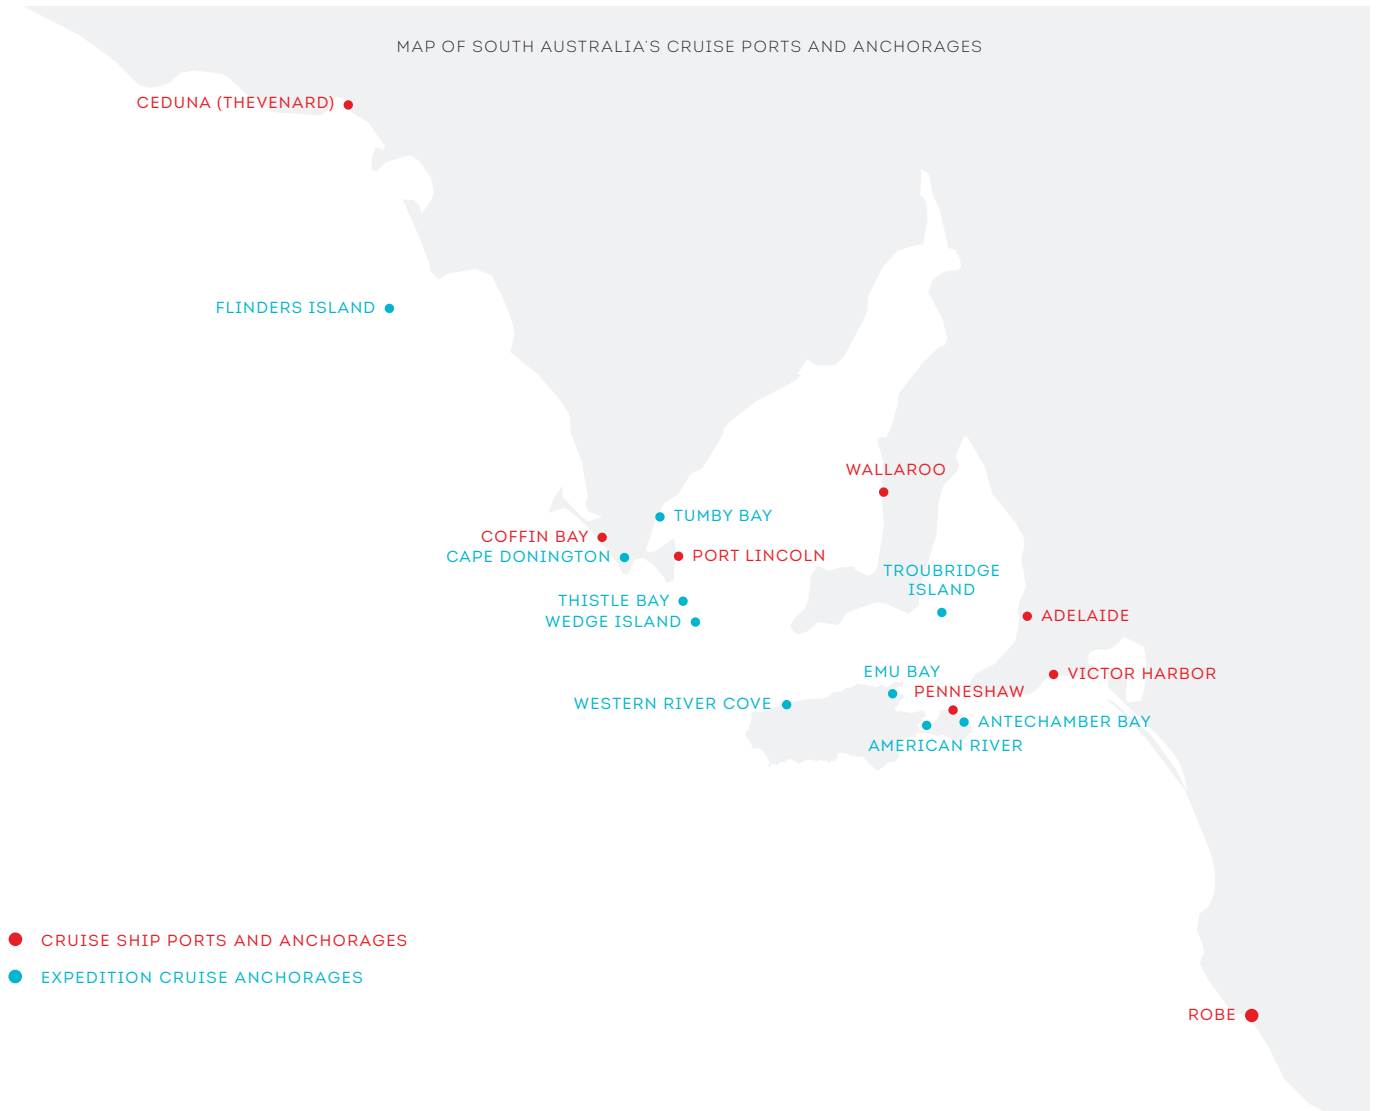 MAP OF SOUTH AUSTRALIA'S CRUISE PORTS AND ANCHORAGES
CEDUNA (THEVENARD)
FLINDERS ISLAND
WALLAROO
TUMBY BAY
COFFIN BAY
CAPE DONINGTON
PORT LINCOLN
TROUBRIDGE
ISLAND
THISTLE BAY
WEDGE ISLAND
ADELAIDE
EMU BAY
VICTOR HARBOR
PENNESHAW
WESTERN RIVER COVE
ANTECHAMBER BAY
AMERICAN RIVER
CRUISE SHIP PORTS AND ANCHORAGES
EXPEDITION CRUISE ANCHORAGES
ROBE